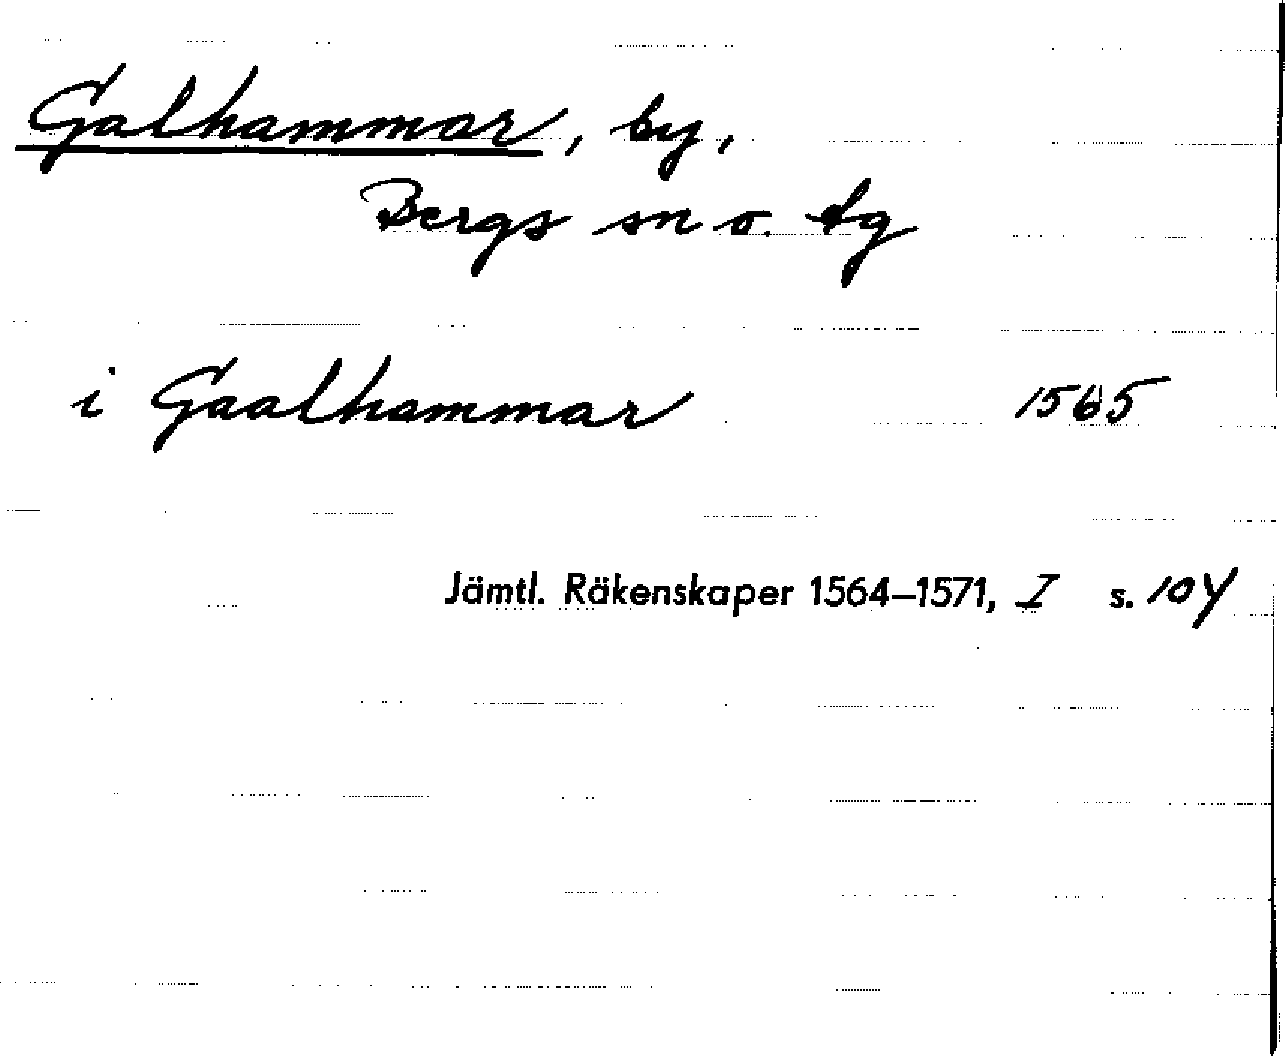 Galhammar, by,
Bergs sn o. tg
i Gaalhammar 1565
Jämtl. Räkenskaper 1564–1571, I s. 104